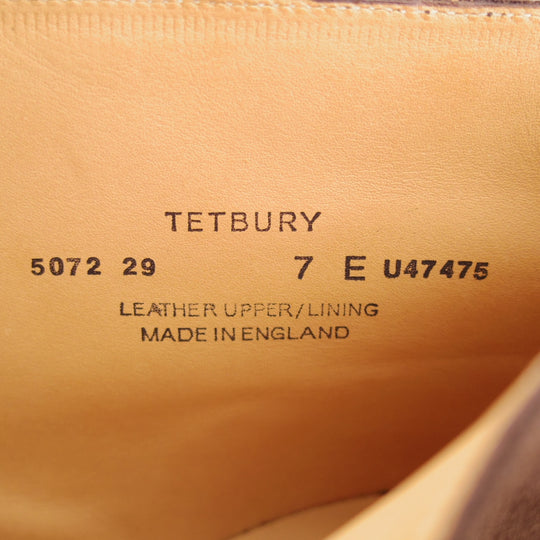 TETBURY
5072 29 7 E U47475
LEATHER UPPER/LINING
MADE IN ENGLAND